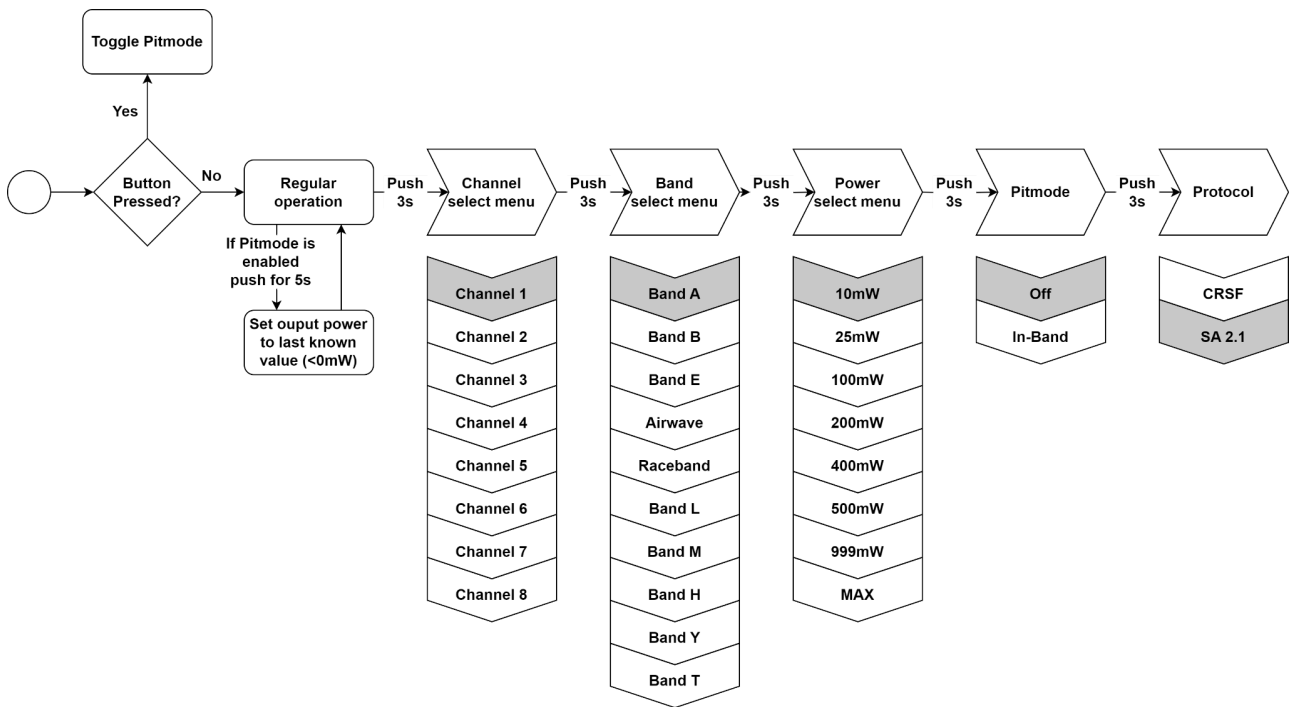 Toggle Pitmode
Yes
Button
Pressed?
No
Regular
operation
If Pitmode is
enabled
push for 5s
Set ouput power
to last known
value (<0mW)
Push
3s
Channel
select menu
Channel 1
Channel 2
Channel 3
Channel 4
Channel 5
Channel 6
Channel 7
Channel 8
Push
3s
Band
select menu
Band A
Band B
Band E
Airwave
Raceband
Band L
Band M
Band H
Band Y
Band T
Push
3s
Power
select menu
10mW
25mW
100mW
200mW
400mW
500mW
999mW
MAX
Push
3s
Pitmode
Off
In-Band
Push
3s
Protocol
CRSF
SA 2.1